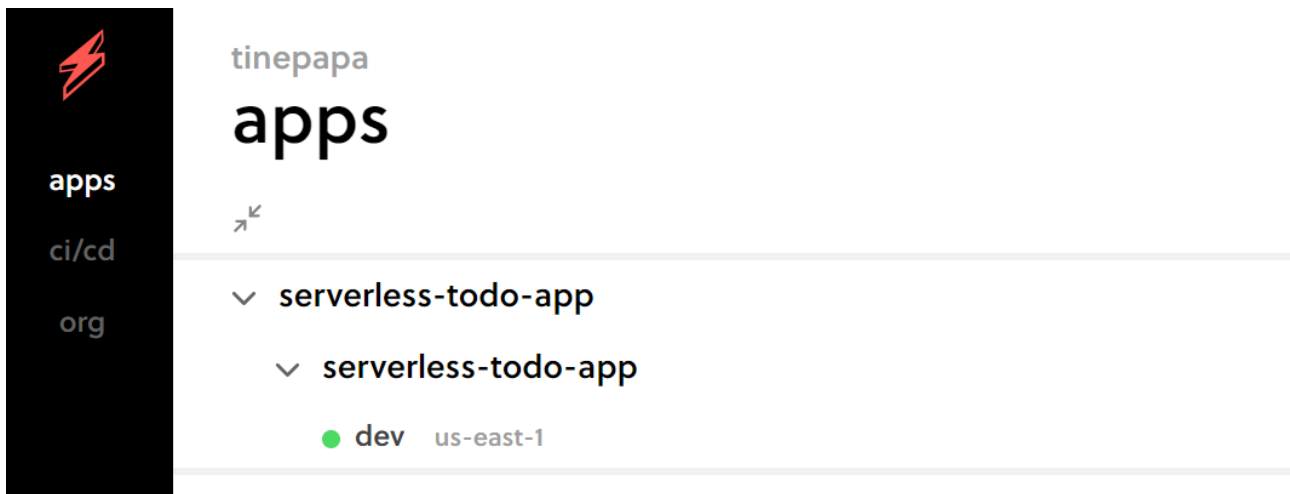 apps
ci/cd
org
tinepapa
apps
serverless-todo-app
serverless-todo-app
dev us-east-1